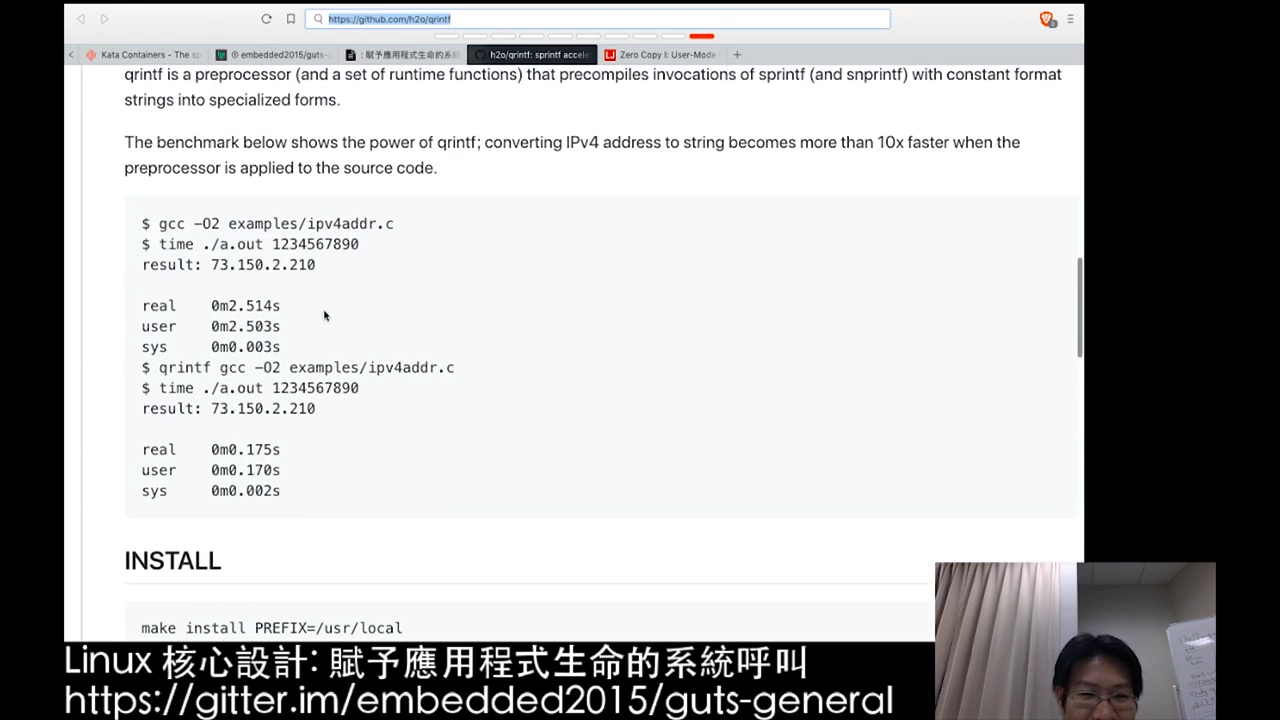 https://github.com/h2o/qrintf
Kata Containers - The sp
embedded2015/guts-
: 賦予應用程式生命的系統
h2o/qrintf: sprintf accele
Zero Copy I: User-Mode
qrintf is a preprocessor (and a set of runtime functions) that precompiles invocations of sprintf (and snprintf) with constant format
strings into specialized forms.
The benchmark below shows the power of qrintf; converting IPv4 address to string becomes more than 10x faster when the
preprocessor is applied to the source code.
$ gcc -O2 examples/ipv4addr.c
$ time ./a.out 1234567890
result: 73.150.2.210
real 0m2.514s
user 0m2.503s
sys 0m0.003s
$ qrintf gcc -O2 examples/ipv4addr.c
$ time ./a.out 1234567890
result: 73.150.2.210
real 0m0.175s
user 0m0.170s
sys 0m0.002s
INSTALL
make install PREFIX=/usr/local
Linux 核心設計: 賦予應用程式生命的系統呼叫
https://gitter.im/embedded2015/guts-general